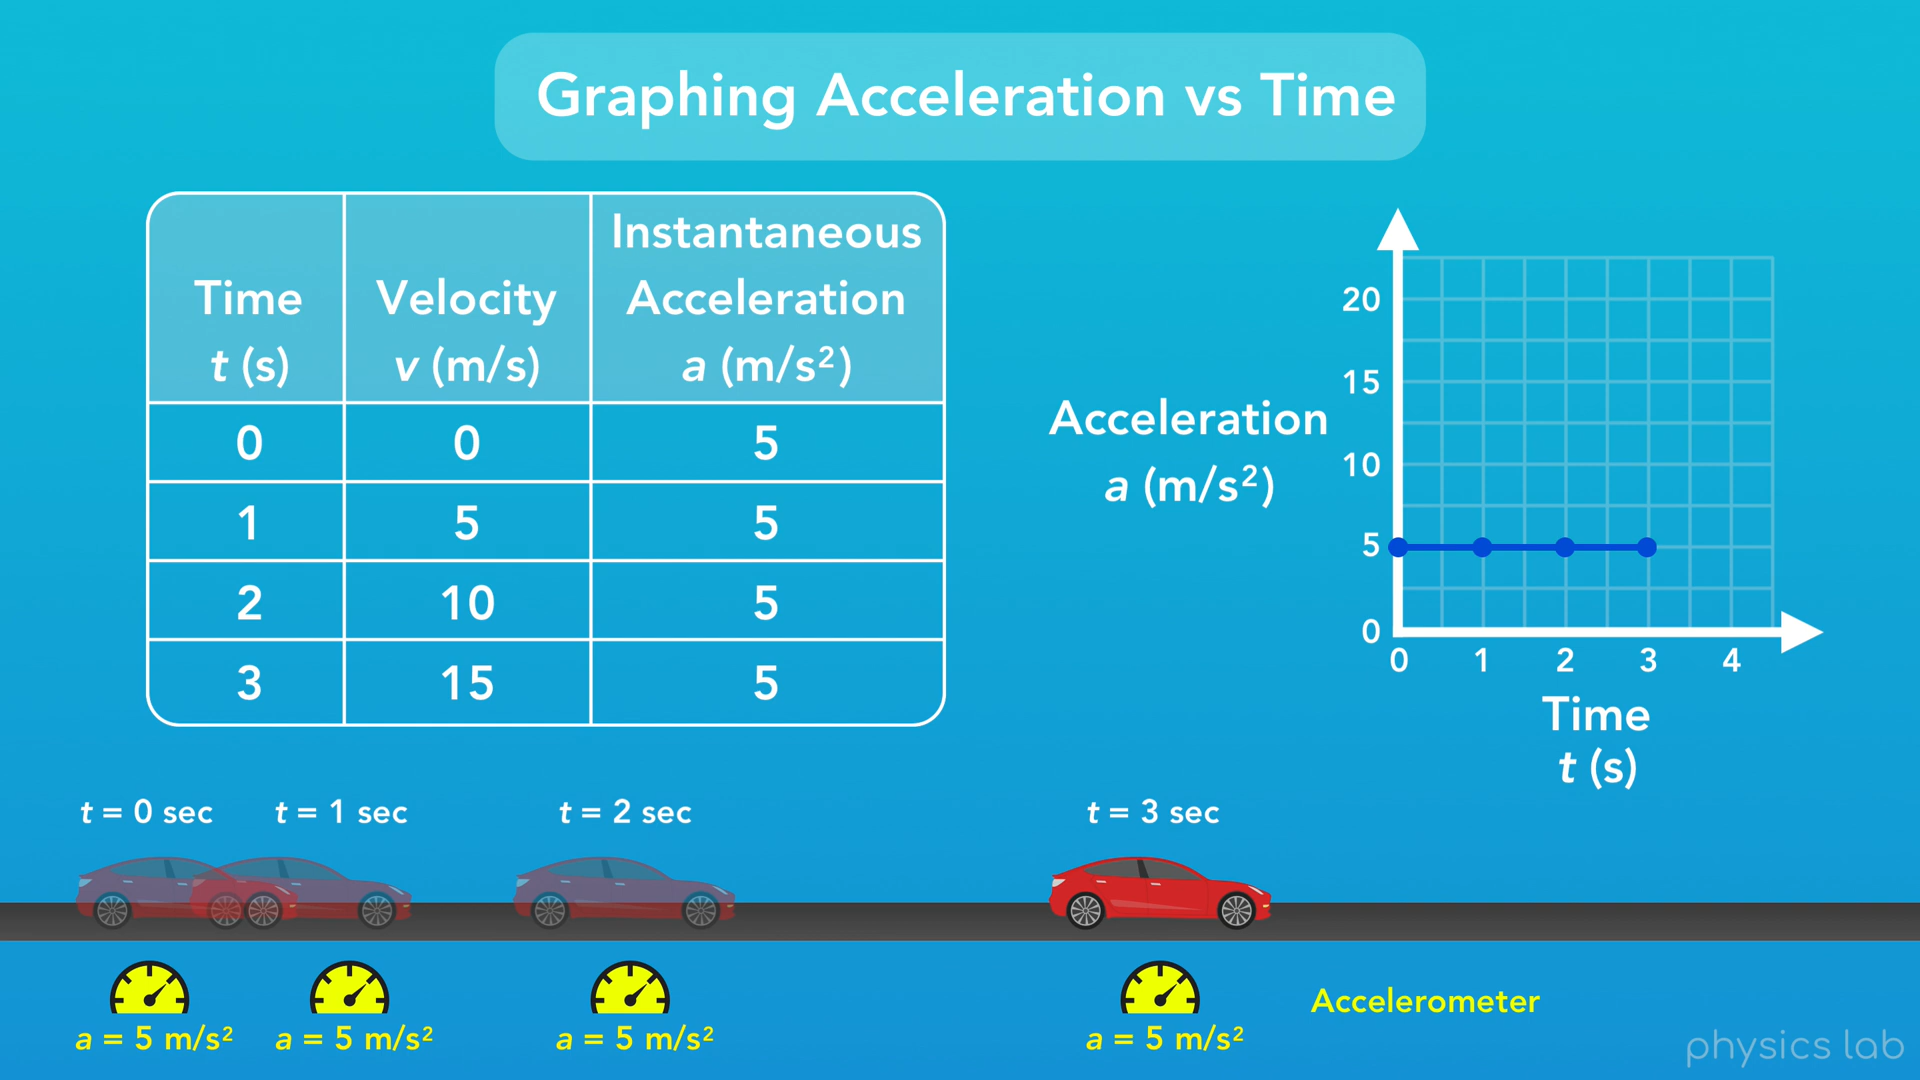 Graphing Acceleration vs Time
Time
t (s)
Velocity
v (m/s)
Instantaneous
Acceleration
a (m/s²)
0 0 5
1 5 5
2 10 5
3 15 5
Acceleration
a (m/s²)
20
15
10
5
0
0 1 2 3 4
Time
t (s)
t = 0 sec t = 1 sec t = 2 sec t = 3 sec
a = 5 m/s² a = 5 m/s² a = 5 m/s² a = 5 m/s²
Accelerometer
physics lab